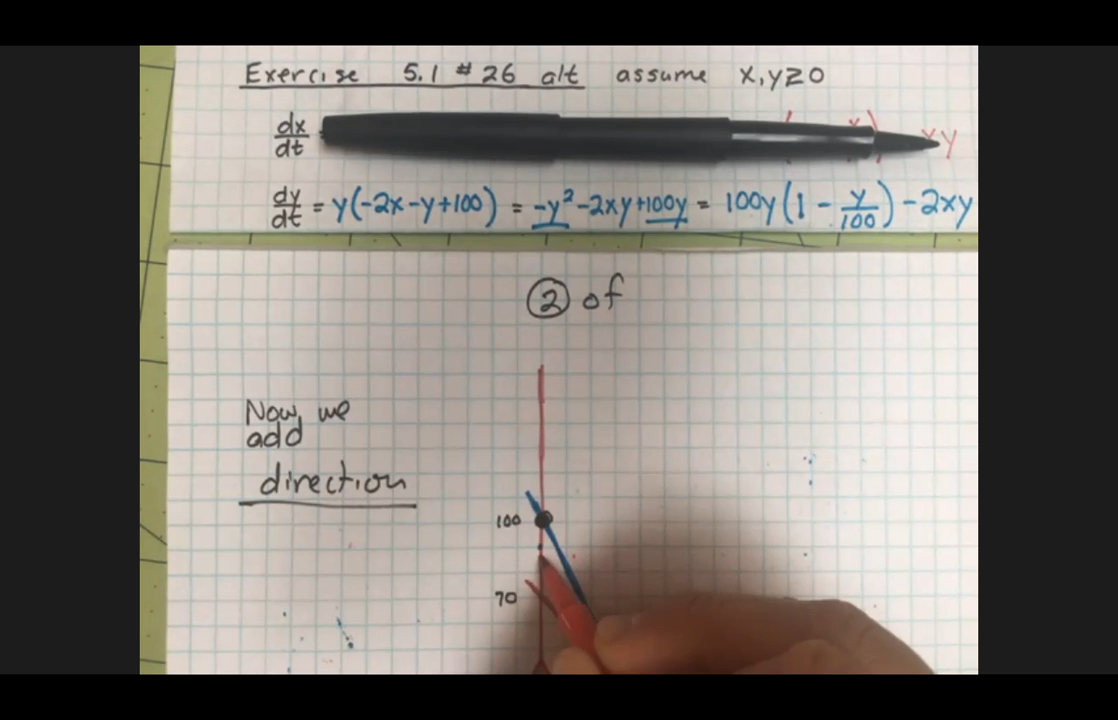 Exercise 5.1 #26 alt assume x,y≥0
dx/dt
xy
dy/dt = y(-2x-y+100) = -y²-2xy+100y = 100y(1 - y/100) - 2xy
② of
Now, we
add
direction
100
70